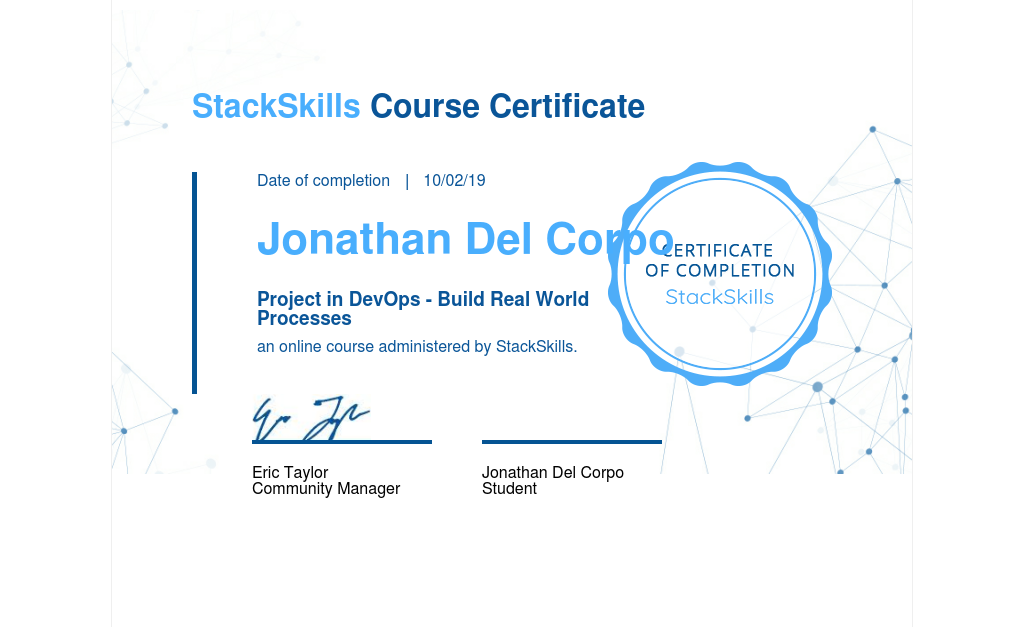 StackSkills Course Certificate
Date of completion | 10/02/19
Jonathan Del Corpo
Project in DevOps - Build Real World
Processes
an online course administered by StackSkills.
CERTIFICATE
OF COMPLETION
StackSkills
Eric Taylor
Community Manager
Jonathan Del Corpo
Student